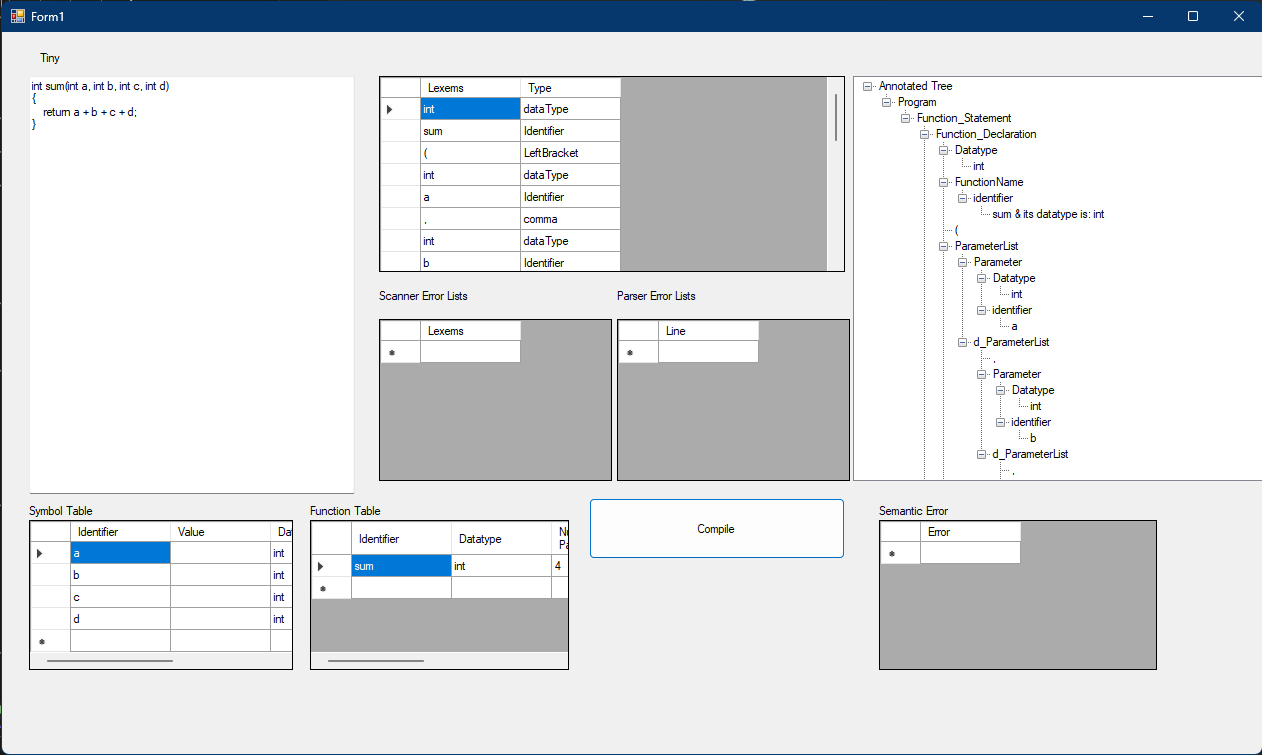 Form1
Tiny
int sum(int a, int b, int c, int d)
{
return a + b + c + d;
}
Lexems Type
int dataType
sum Identifier
( LeftBracket
int dataType
a Identifier
, comma
int dataType
b Identifier
Scanner Error Lists
Lexems
Parser Error Lists
Line
Annotated Tree
Program
Function_Statement
Function_Declaration
Datatype
int
FunctionName
identifier
sum & its datatype is: int
(
ParameterList
Parameter
Datatype
int
identifier
a
d_ParameterList
,
Parameter
Datatype
int
identifier
b
d_ParameterList
,
Symbol Table
Identifier Value
a int
b int
c int
d int
Function Table
Identifier Datatype
sum int 4
Compile
Semantic Error
Error